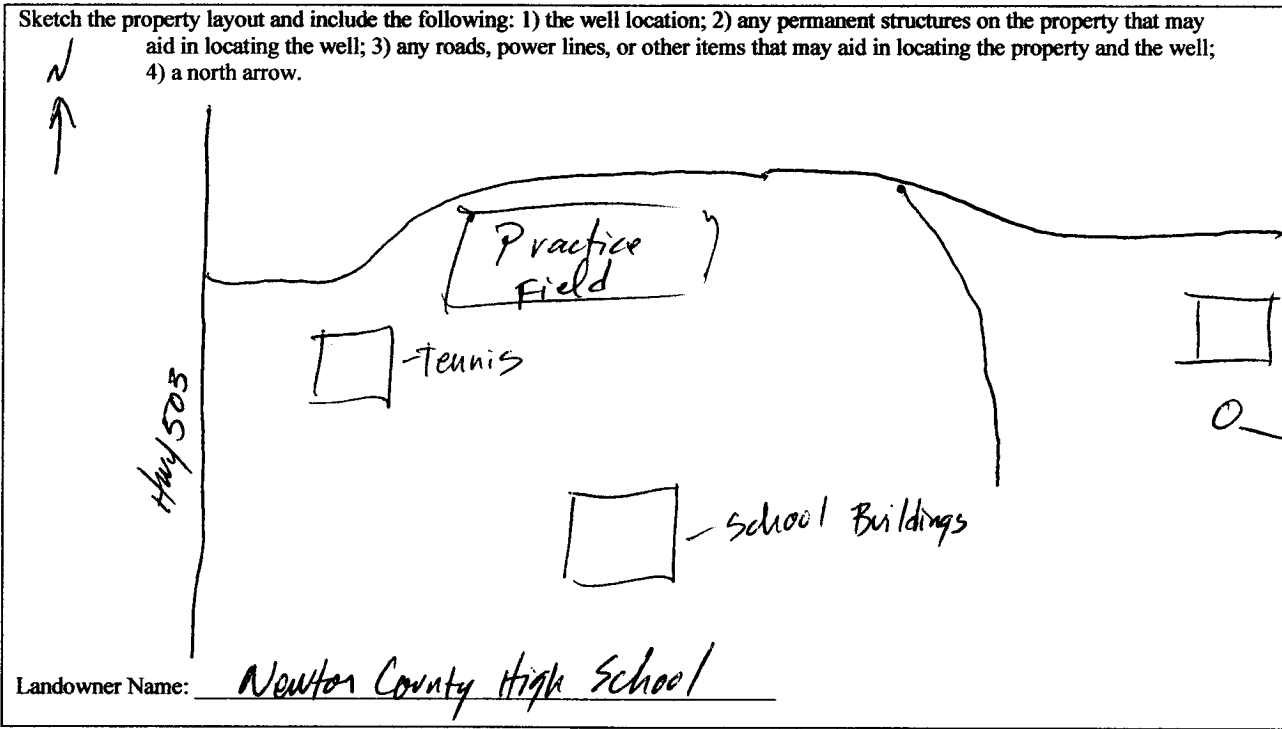 Sketch the property layout and include the following: 1) the well location; 2) any permanent structures on the property that may
aid in locating the well; 3) any roads, power lines, or other items that may aid in locating the property and the well;
4) a north arrow.
N
Practice
Field
-Tennis
Hwy 503
- School Buildings
Landowner Name: Newton County High School